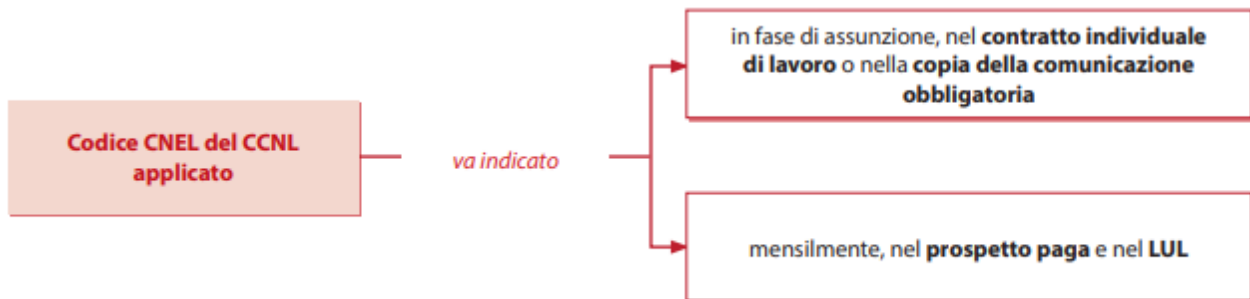 Codice CNEL del CCNL
applicato
va indicato
in fase di assunzione, nel contratto individuale
di lavoro o nella copia della comunicazione
obbligatoria
mensilmente, nel prospetto paga e nel LUL